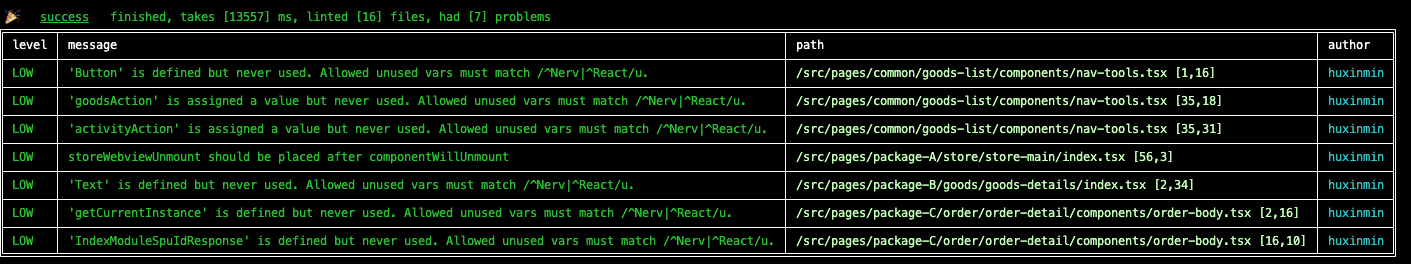 🎉 success finished, takes [13557] ms, linted [16] files, had [7] problems
level message path author
LOW 'Button' is defined but never used. Allowed unused vars must match /^Nerv|^React/u. /src/pages/common/goods-list/components/nav-tools.tsx [1,16] huxinmin
LOW 'goodsAction' is assigned a value but never used. Allowed unused vars must match /^Nerv|^React/u. /src/pages/common/goods-list/components/nav-tools.tsx [35,18] huxinmin
LOW 'activityAction' is assigned a value but never used. Allowed unused vars must match /^Nerv|^React/u. /src/pages/common/goods-list/components/nav-tools.tsx [35,31] huxinmin
LOW storeWebviewUnmount should be placed after componentWillUnmount /src/pages/package-A/store/store-main/index.tsx [56,3] huxinmin
LOW 'Text' is defined but never used. Allowed unused vars must match /^Nerv|^React/u. /src/pages/package-B/goods/goods-details/index.tsx [2,34] huxinmin
LOW 'getCurrentInstance' is defined but never used. Allowed unused vars must match /^Nerv|^React/u. /src/pages/package-C/order/order-detail/components/order-body.tsx [2,16] huxinmin
LOW 'IndexModuleSpuIdResponse' is defined but never used. Allowed unused vars must match /^Nerv|^React/u. /src/pages/package-C/order/order-detail/components/order-body.tsx [16,10] huxinmin